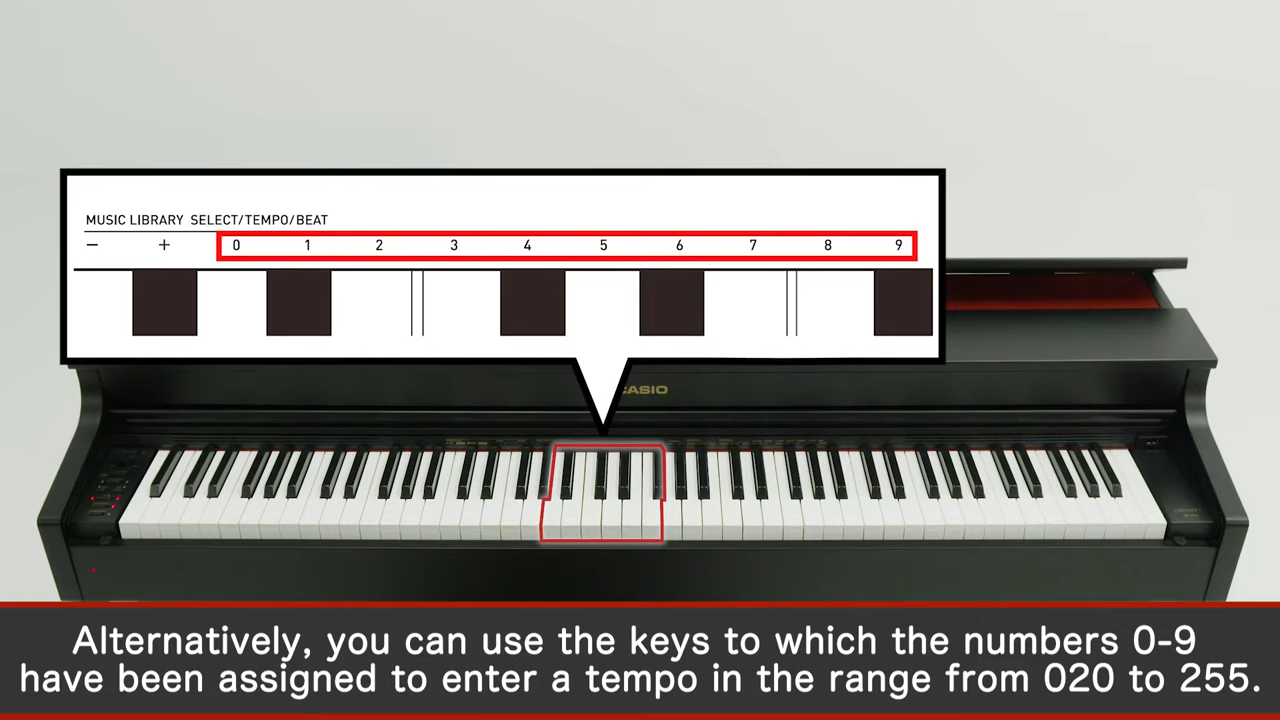 MUSIC LIBRARY SELECT/TEMPO/BEAT
− + 0 1 2 3 4 5 6 7 8 9
CASIO
Alternatively, you can use the keys to which the numbers 0-9
have been assigned to enter a tempo in the range from 020 to 255.